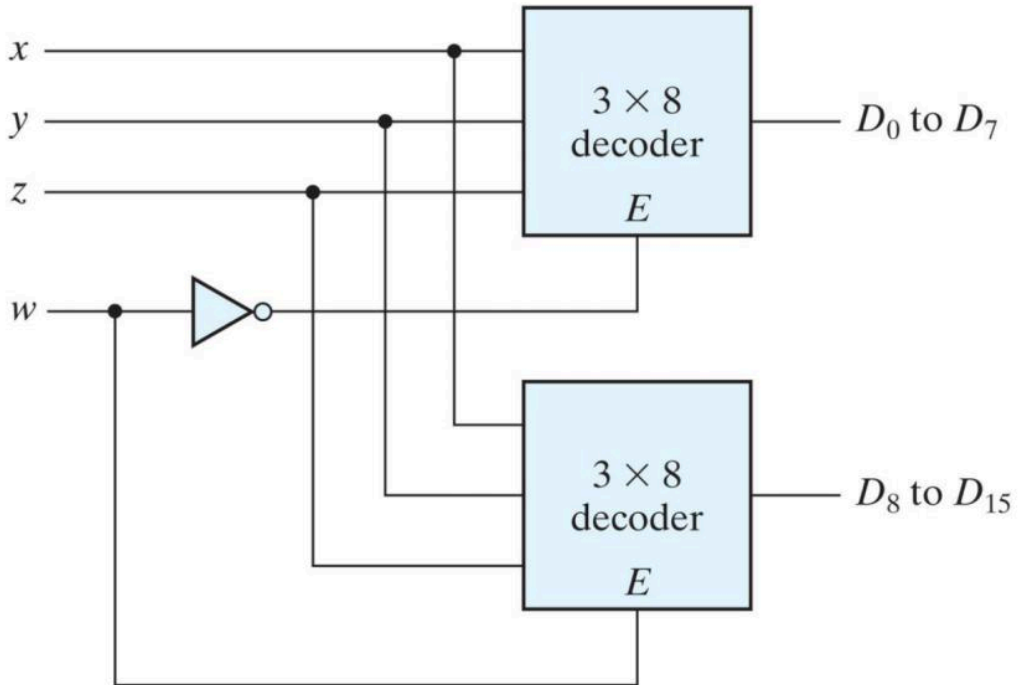 x
y
z
w
3 × 8
decoder
E
D₀ to D₇
3 × 8
decoder
E
D₈ to D₁₅